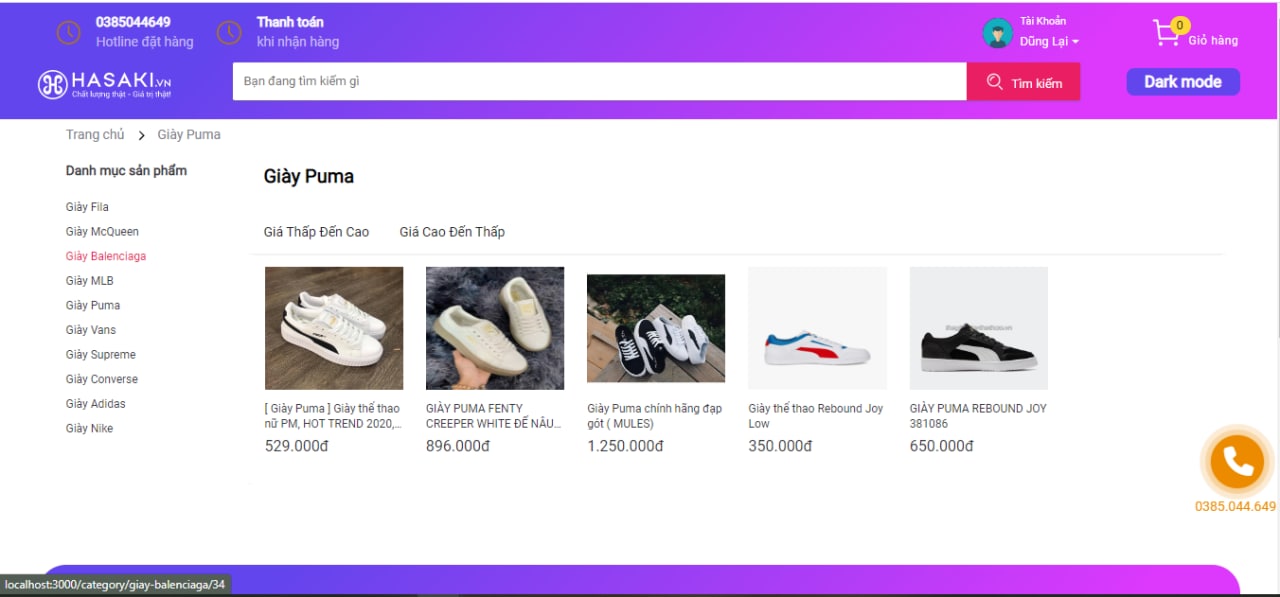 0385044649
Hotline đặt hàng
Thanh toán
khi nhận hàng
Tài Khoản
Dũng Lại
0
Giỏ hàng
HASAKI.VN
Chất lượng thật - Giá trị thật!
Bạn đang tìm kiếm gì
Tìm kiếm
Dark mode
Trang chủ > Giày Puma
Danh mục sản phẩm
Giày Fila
Giày McQueen
Giày Balenciaga
Giày MLB
Giày Puma
Giày Vans
Giày Supreme
Giày Converse
Giày Adidas
Giày Nike
Giày Puma
Giá Thấp Đến Cao
Giá Cao Đến Thấp
[ Giày Puma ] Giày thể thao
nữ PM, HOT TREND 2020,...
529.000đ
GIÀY PUMA FENTY
CREEPER WHITE ĐẾ NÂU...
896.000đ
Giày Puma chính hãng đạp
gót ( MULES)
1.250.000đ
Giày thể thao Rebound Joy
Low
350.000đ
GIÀY PUMA REBOUND JOY
381086
650.000đ
0385.044.649
localhost:3000/category/giay-balenciaga/34